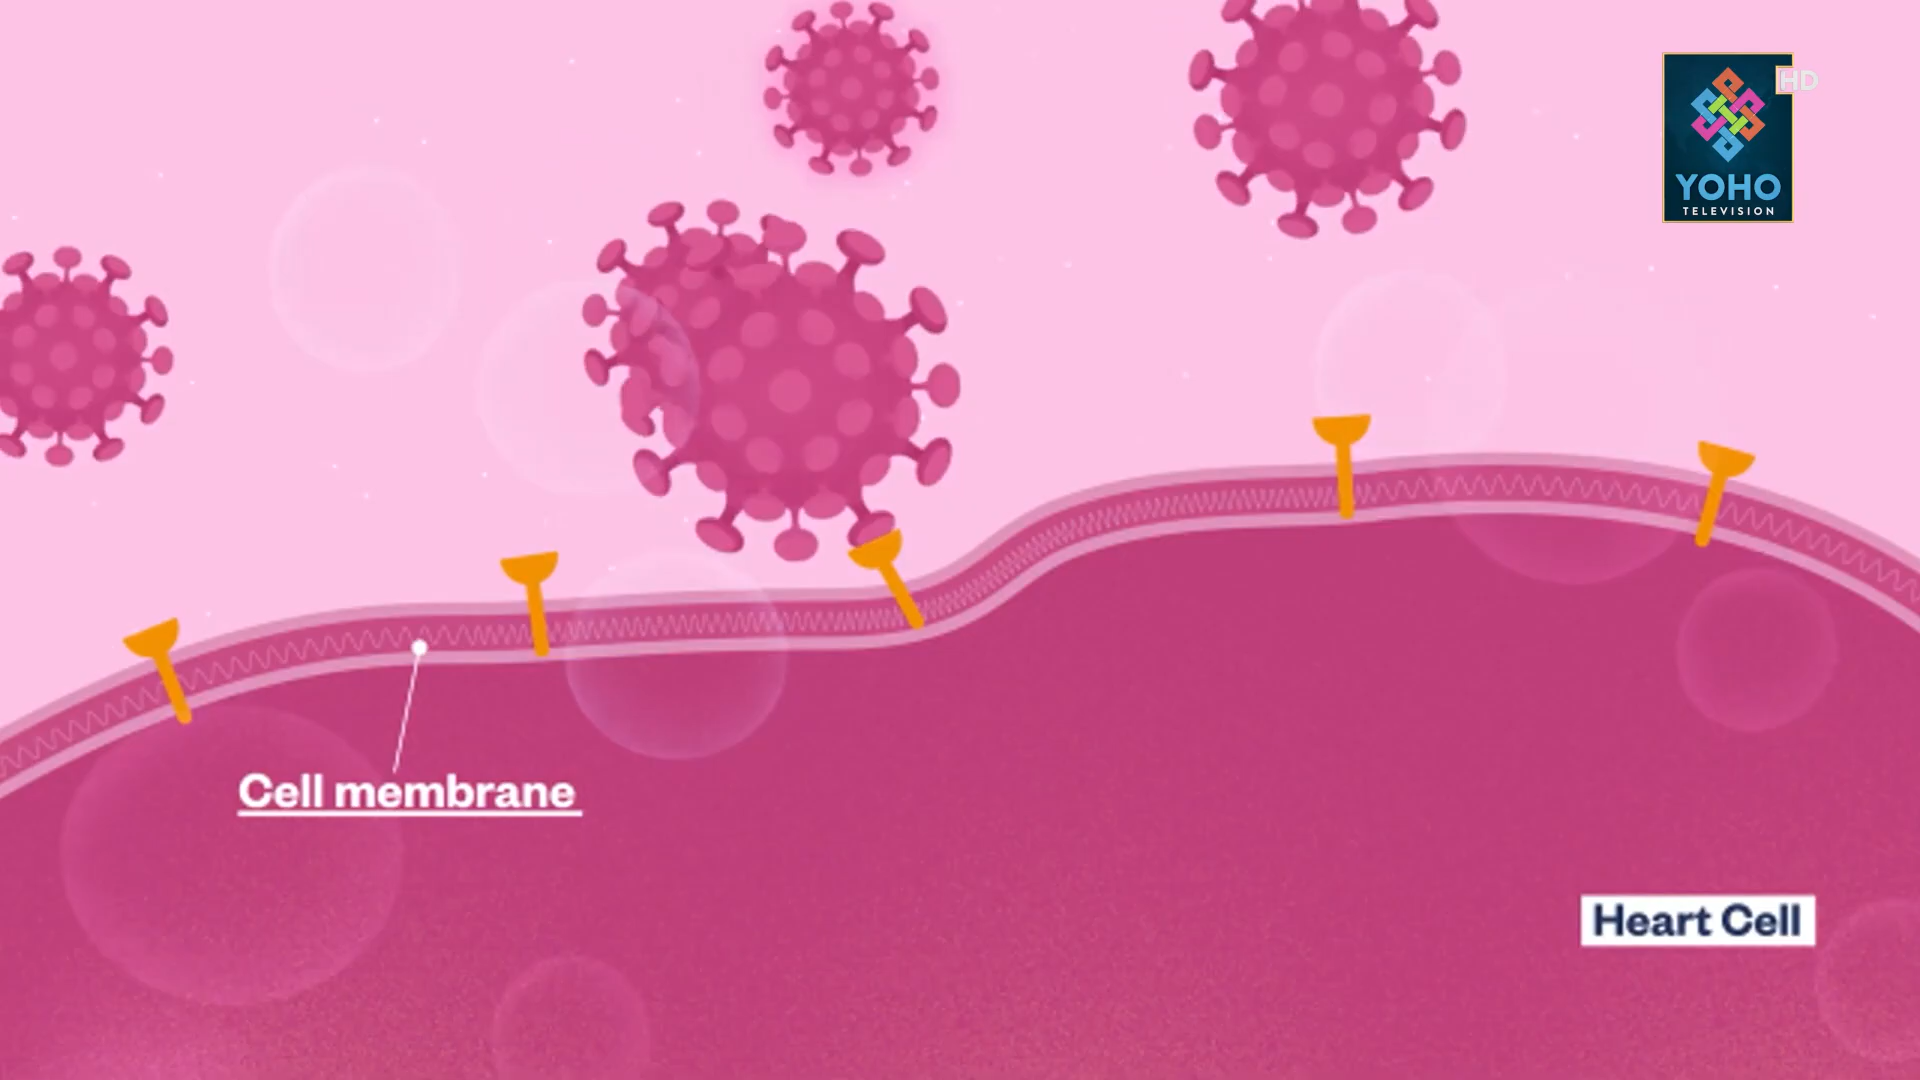 HD
YOHO
TELEVISION
Cell membrane
Heart Cell